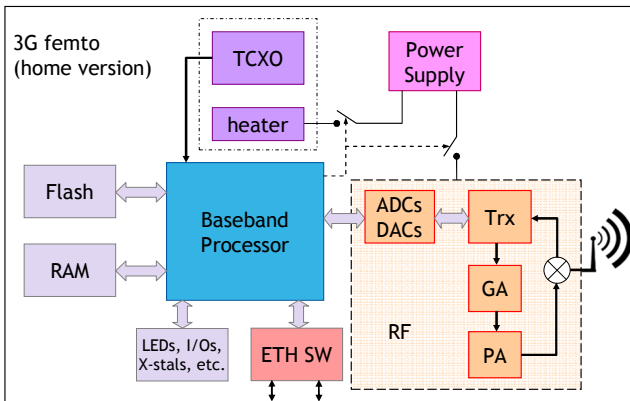 3G femto
(home version)
TCXO
heater
Power
Supply
Flash
RAM
Baseband
Processor
ADCs
DACs
Trx
GA
PA
RF
LEDs, I/Os,
X-stals, etc.
ETH SW